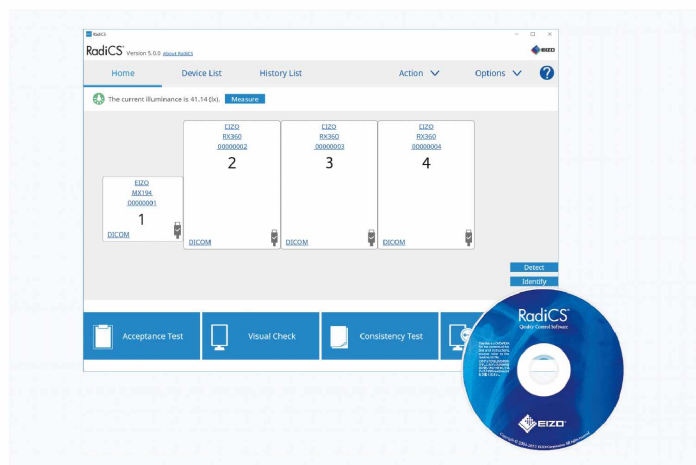 RadiCS
RadiCS® Version 5.0.0 About RadiCS
EIZO
Home Device List History List Action Options ?
The current illuminance is 41.14 (lx). Measure
EIZO
MX194
00000001
1
DICOM
EIZO
RX360
00000002
2
DICOM
EIZO
RX360
00000003
3
DICOM
EIZO
RX360
00000004
4
DICOM
Detect
Identify
Acceptance Test Visual Check Consistency Test
RadiCS®
Quality Control Software
EIZO